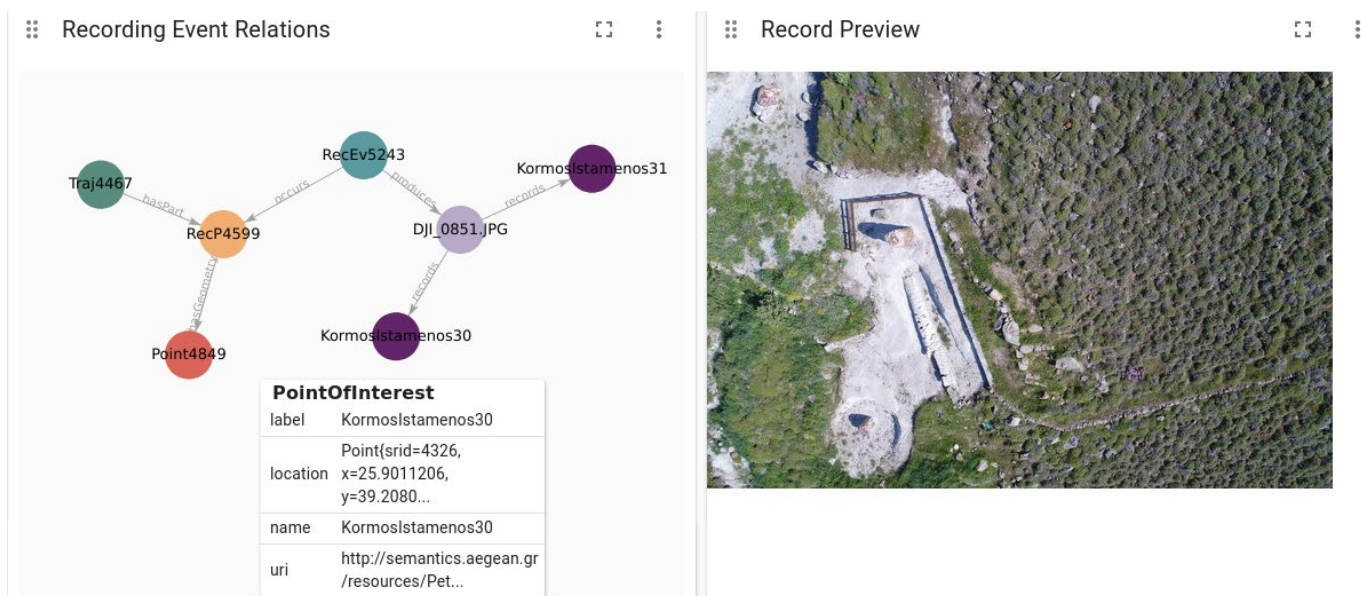 Recording Event Relations
Record Preview
RecEv5243
KormosIstamenos31
Traj4467
hasPart
occurs
produces
records
RecP4599
DJI_0851.JPG
hasGeometry
records
Point4849
KormosIstamenos30
PointOfInterest
label KormosIstamenos30
location Point{srid=4326,
x=25.9011206,
y=39.2080...
name KormosIstamenos30
uri http://semantics.aegean.gr
/resources/Pet...